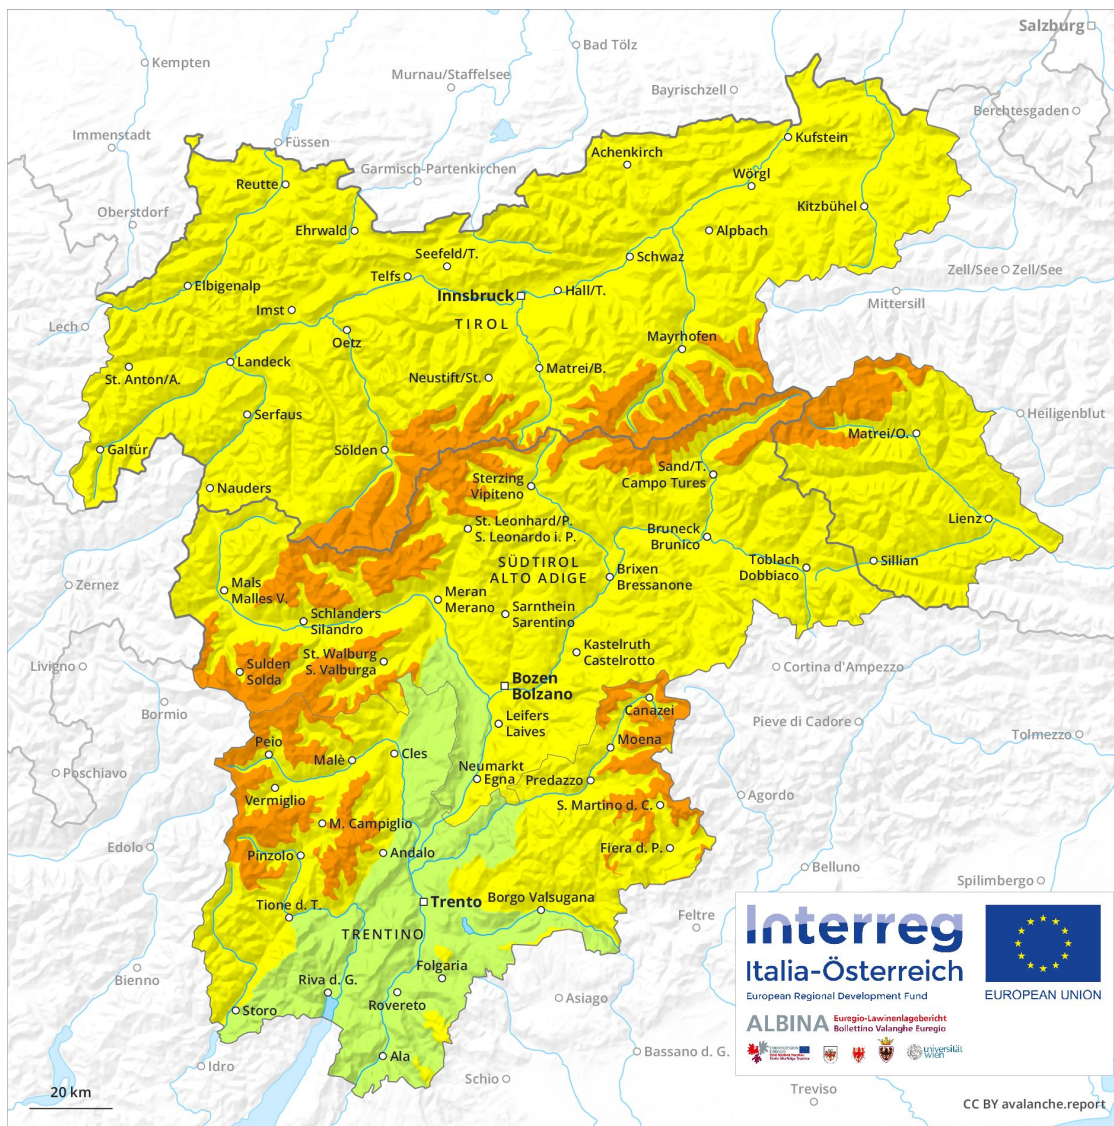 Salzburg
Bad Tölz
Kempten
Murnau/Staffelsee
Bayrischzell
Berchtesgaden
Immenstadt
Füssen
Kufstein
Achenkirch
Garmisch-Partenkirchen
Wörgl
Reutte
Oberstdorf
Kitzbühel
Ehrwald
Alpbach
Seefeld/T.
Schwaz
Telfs
Zell/See
Zell/See
Elbigenalp
Innsbruck
Hall/T.
Mittersill
Imst
TIROL
Lech
Oetz
Mayrhofen
Landeck
Matrei/B.
St. Anton/A.
Neustift/St.
Serfaus
Heiligenblut
Matrei/O.
Galtür
Sölden
Sand/T.
Campo Tures
Sterzing
Vipiteno
Nauders
Lienz
St. Leonhard/P.
S. Leonardo i. P.
Bruneck
Brunico
Toblach
Dobbiaco
Sillian
SÜDTIROL
ALTO ADIGE
Brixen
Bressanone
Zernez
Mals
Malles V.
Meran
Merano
Schlanders
Silandro
Sarnthein
Sarentino
Kastelruth
Castelrotto
St. Walburg
S. Valburga
Livigno
Sulden
Solda
Cortina d'Ampezzo
Bozen
Bolzano
Bormio
Canazei
Leifers
Laives
Pieve di Cadore
Tolmezzo
Peio
Moena
Cles
Malè
Neumarkt
Egna
Poschiavo
Predazzo
Vermiglio
Agordo
S. Martino d. C.
M. Campiglio
Edolo
Pinzolo
Andalo
Fiera d. P.
Belluno
Spilimbergo
Trento
Borgo Valsugana
Tione d. T.
Feltre
TRENTINO
Folgaria
Bienno
Riva d. G.
Asiago
Rovereto
Storo
Ala
Bassano d. G.
Idro
Schio
Treviso
20 km
Interreg
Italia-Österreich
European Regional Development Fund
EUROPEAN UNION
ALBINA
Euregio-Lawinenlagebericht
Bollettino Valanghe Euregio
universität
wien
CC BY avalanche.report